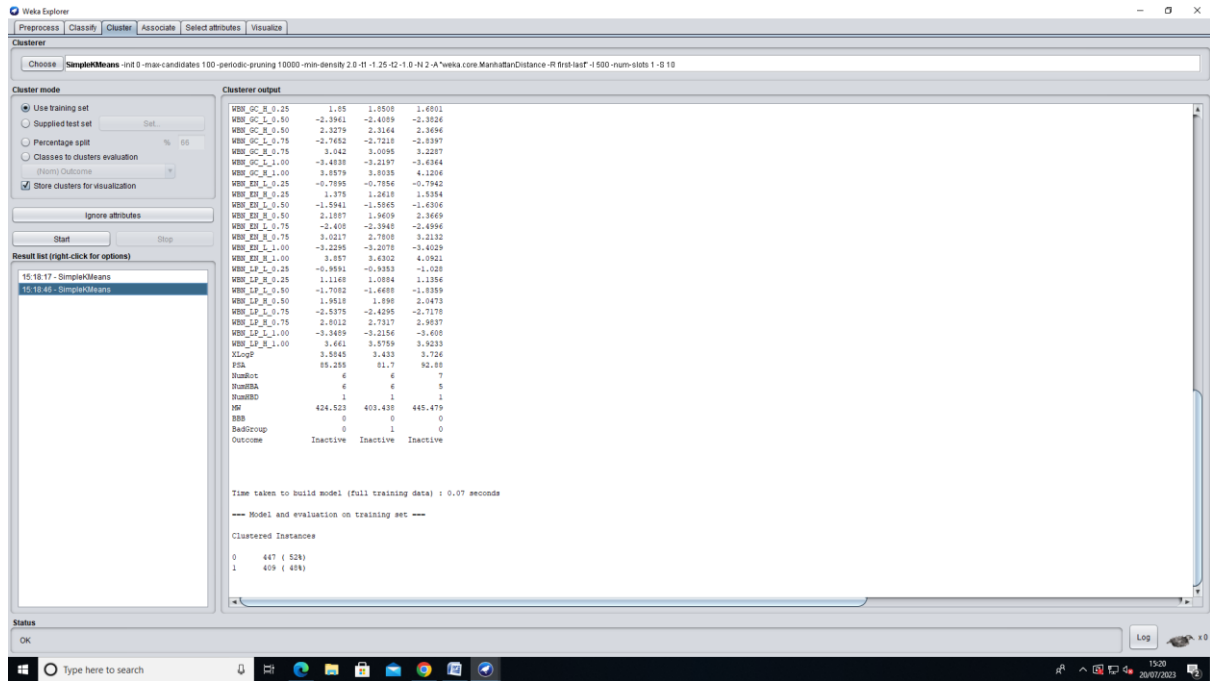 Weka Explorer
Preprocess Classify Cluster Associate Select attributes Visualize
Clusterer
Choose SimpleKMeans -init 0 -max-candidates 100 -periodic-pruning 10000 -min-density 2.0 -t1 -1.25 -t2 -1.0 -N 2 -A "weka.core.ManhattanDistance -R first-last" -I 500 -num-slots 1 -S 10
Cluster mode
Use training set
Supplied test set Set...
Percentage split % 66
Classes to clusters evaluation
(Nom) Outcome
Store clusters for visualization
Ignore attributes
Start Stop
Result list (right-click for options)
15:18:17 - SimpleKMeans
15:18:46 - SimpleKMeans
Clusterer output
WBN_GC_H_0.25 1.85 1.8508 1.6801
WBN_GC_L_0.50 -2.3961 -2.4089 -2.3826
WBN_GC_H_0.50 2.3279 2.3164 2.3696
WBN_GC_L_0.75 -2.7652 -2.7218 -2.8397
WBN_GC_H_0.75 3.042 3.0095 3.2287
WBN_GC_L_1.00 -3.4838 -3.2197 -3.6364
WBN_GC_H_1.00 3.8579 3.8035 4.1206
WBN_EN_L_0.25 -0.7895 -0.7856 -0.7942
WBN_EN_H_0.25 1.375 1.2618 1.5354
WBN_EN_L_0.50 -1.5941 -1.5865 -1.6306
WBN_EN_H_0.50 2.1887 1.9609 2.3669
WBN_EN_L_0.75 -2.408 -2.3948 -2.4996
WBN_EN_H_0.75 3.0217 2.7808 3.2132
WBN_EN_L_1.00 -3.2295 -3.2078 -3.4029
WBN_EN_H_1.00 3.857 3.6302 4.0921
WBN_LP_L_0.25 -0.9591 -0.9353 -1.028
WBN_LP_H_0.25 1.1168 1.0884 1.1356
WBN_LP_L_0.50 -1.7082 -1.6688 -1.8359
WBN_LP_H_0.50 1.9518 1.898 2.0473
WBN_LP_L_0.75 -2.5375 -2.4295 -2.7178
WBN_LP_H_0.75 2.8012 2.7317 2.9837
WBN_LP_L_1.00 -3.3489 -3.2156 -3.608
WBN_LP_H_1.00 3.661 3.5759 3.9233
XLogP 3.5845 3.433 3.726
PSA 85.255 81.7 92.88
NumRot 6 6 7
NumHBA 6 6 5
NumHBD 1 1 1
MW 424.523 403.438 445.479
BBB 0 0 0
BadGroup 0 1 0
Outcome Inactive Inactive Inactive
Time taken to build model (full training data) : 0.07 seconds
=== Model and evaluation on training set ===
Clustered Instances
0 447 ( 52%)
1 409 ( 48%)
Status
OK
Log x 0
Type here to search
15:20
20/07/2023